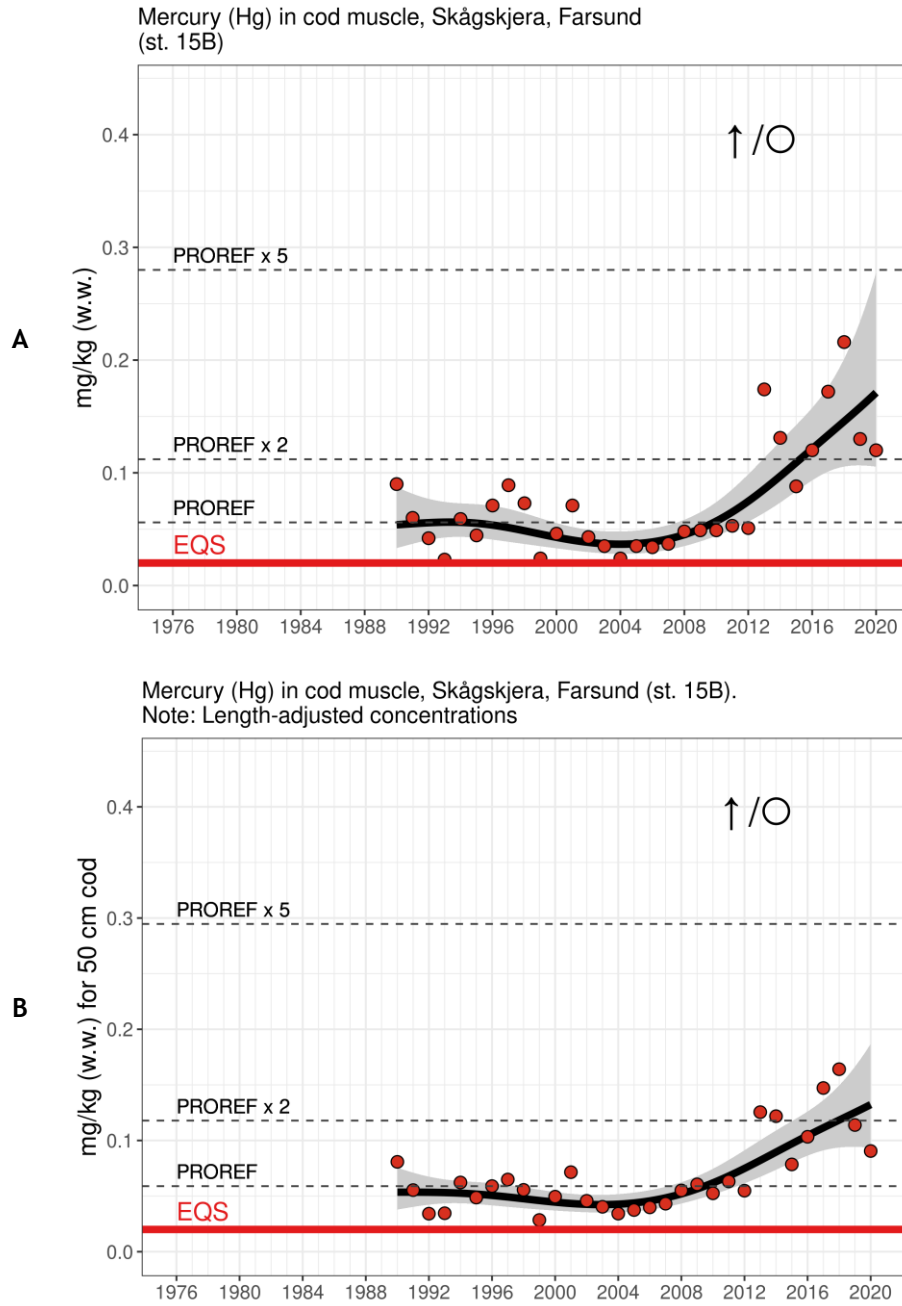 Mercury (Hg) in cod muscle, Skågskjera, Farsund
(st. 15B)
A
mg/kg (w.w.)
0.4
0.3
0.2
0.1
0.0
↑/○
PROREF x 5
PROREF x 2
PROREF
EQS
1976 1980 1984 1988 1992 1996 2000 2004 2008 2012 2016 2020
Mercury (Hg) in cod muscle, Skågskjera, Farsund (st. 15B).
Note: Length-adjusted concentrations
B
mg/kg (w.w.) for 50 cm cod
0.4
0.3
0.2
0.1
0.0
↑/○
PROREF x 5
PROREF x 2
PROREF
EQS
1976 1980 1984 1988 1992 1996 2000 2004 2008 2012 2016 2020